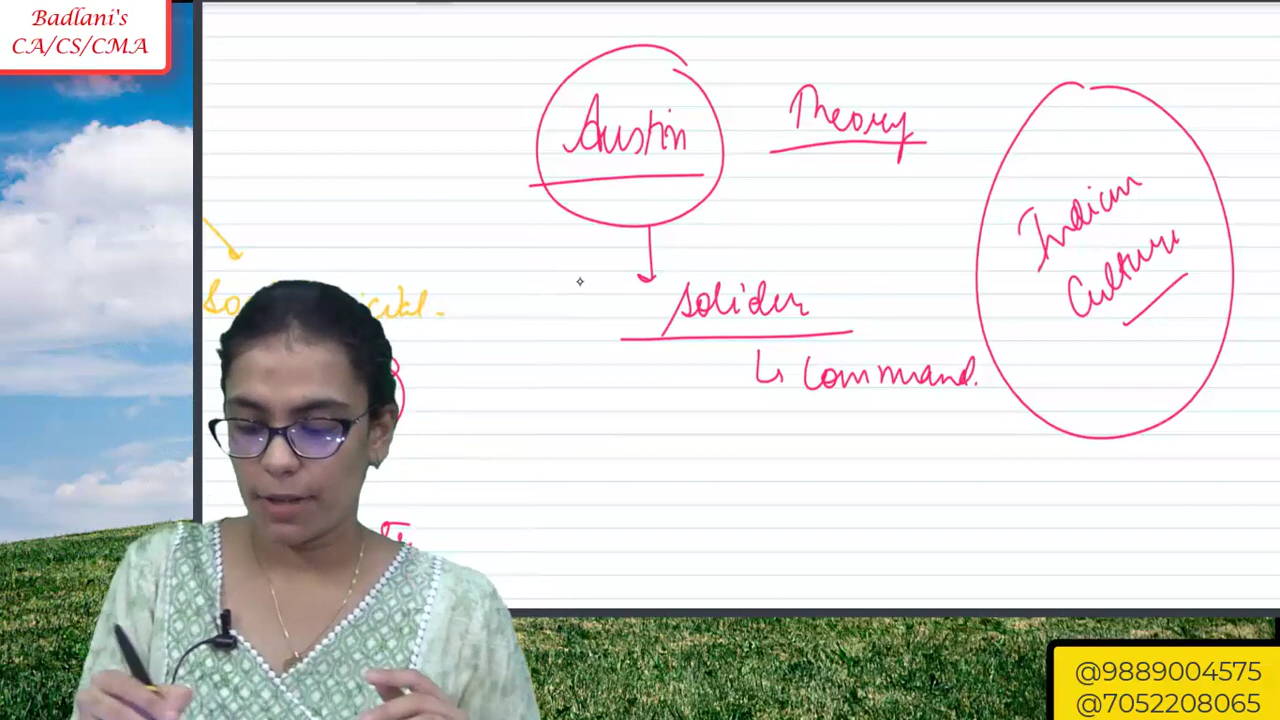 Badlani's
CA/CS/CMA
Austin
Theory
Indian
Culture
Solider
↳ Command.
@9889004575
@7052208065